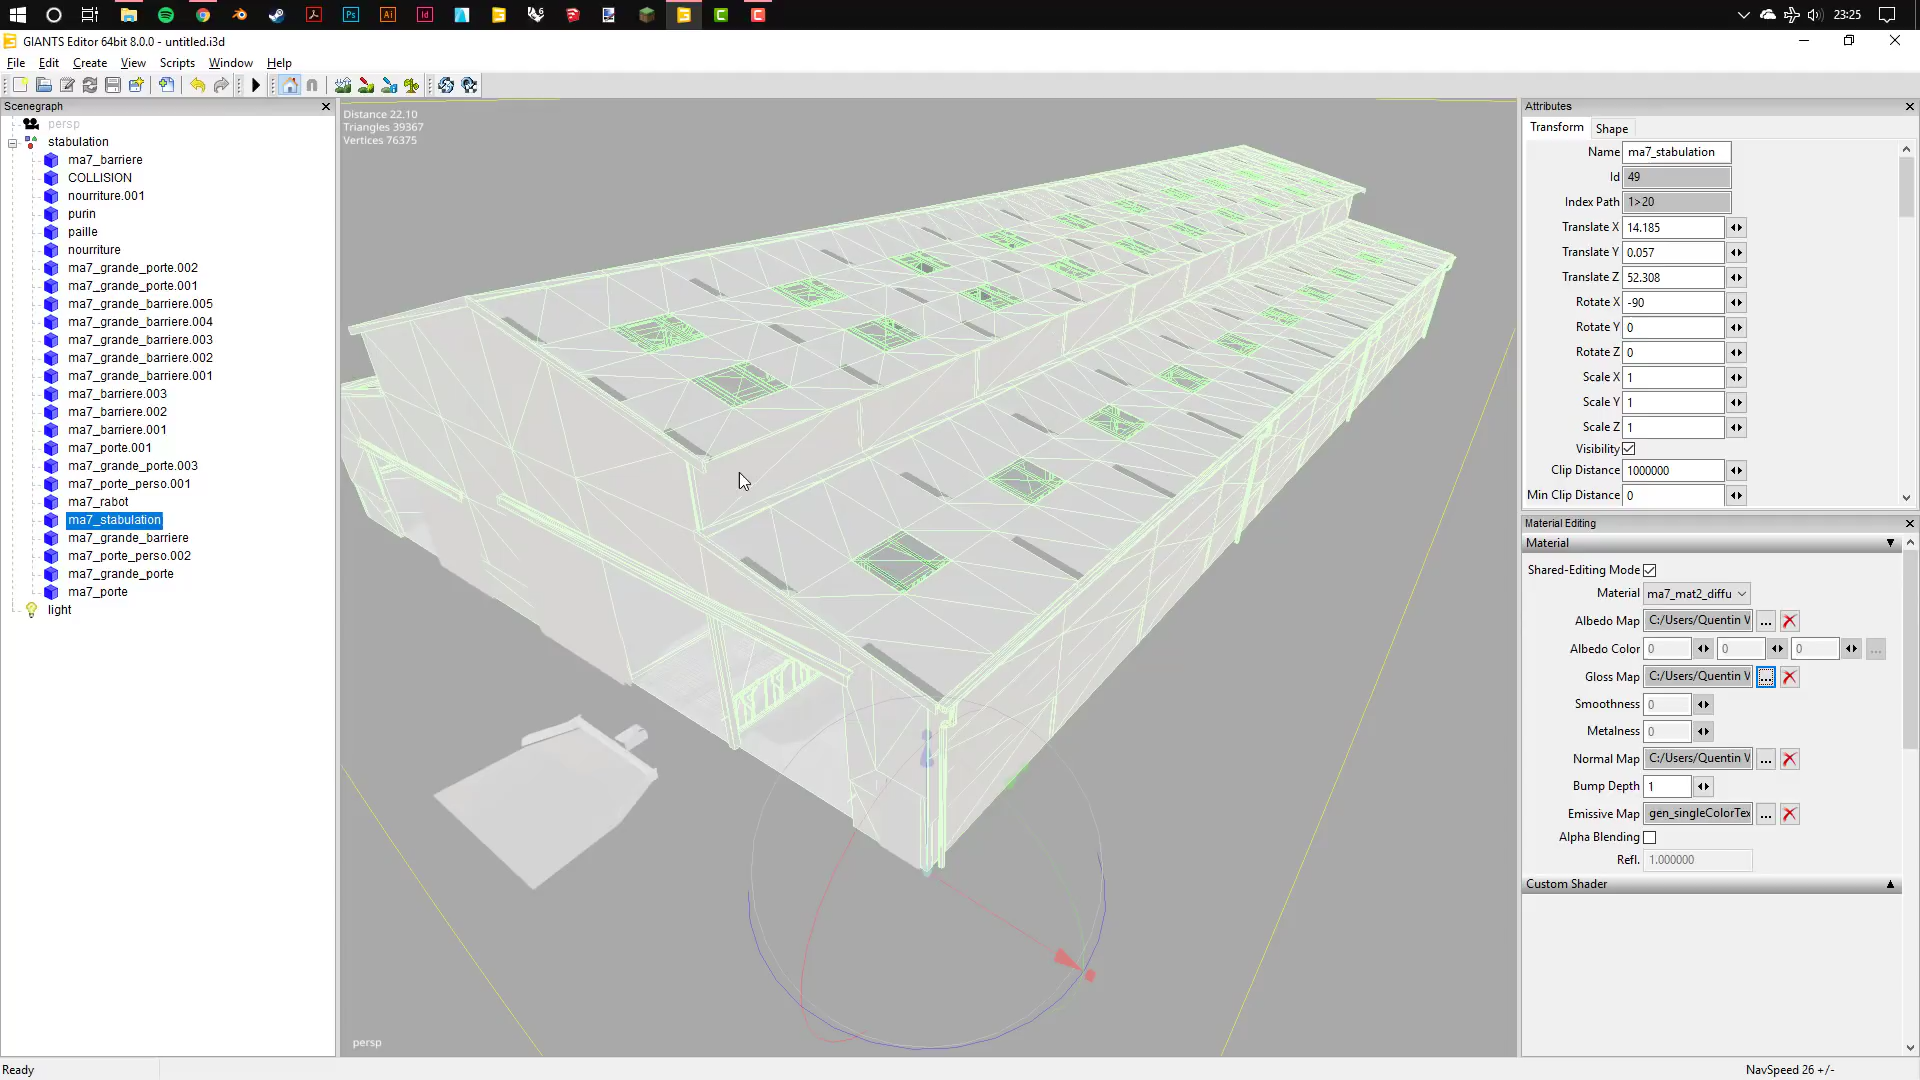 23:25
GIANTS Editor 64bit 8.0.0 - untitled.i3d
File Edit Create View Scripts Window Help
Scenegraph
persp
stabulation
ma7_barriere
COLLISION
nourriture.001
purin
paille
nourriture
ma7_grande_porte.002
ma7_grande_porte.001
ma7_grande_barriere.005
ma7_grande_barriere.004
ma7_grande_barriere.003
ma7_grande_barriere.002
ma7_grande_barriere.001
ma7_barriere.003
ma7_barriere.002
ma7_barriere.001
ma7_porte.001
ma7_grande_porte.003
ma7_porte_perso.001
ma7_rabot
ma7_stabulation
ma7_grande_barriere
ma7_porte_perso.002
ma7_grande_porte
ma7_porte
light
Distance 22.10
Triangles 39367
Vertices 76375
persp
Attributes
Transform Shape
Name ma7_stabulation
Id 49
Index Path 1>20
Translate X 14.185
Translate Y 0.057
Translate Z 52.308
Rotate X -90
Rotate Y 0
Rotate Z 0
Scale X 1
Scale Y 1
Scale Z 1
Visibility
Clip Distance 1000000
Min Clip Distance 0
Material Editing
Material
Shared-Editing Mode
Material ma7_mat2_diffu
Albedo Map C:/Users/Quentin V ...
Albedo Color 0 0 0 ...
Gloss Map C:/Users/Quentin V ...
Smoothness 0
Metalness 0
Normal Map C:/Users/Quentin V ...
Bump Depth 1
Emissive Map gen_singleColorTex ...
Alpha Blending
Refl. 1.000000
Custom Shader
Ready
NavSpeed 26 +/-